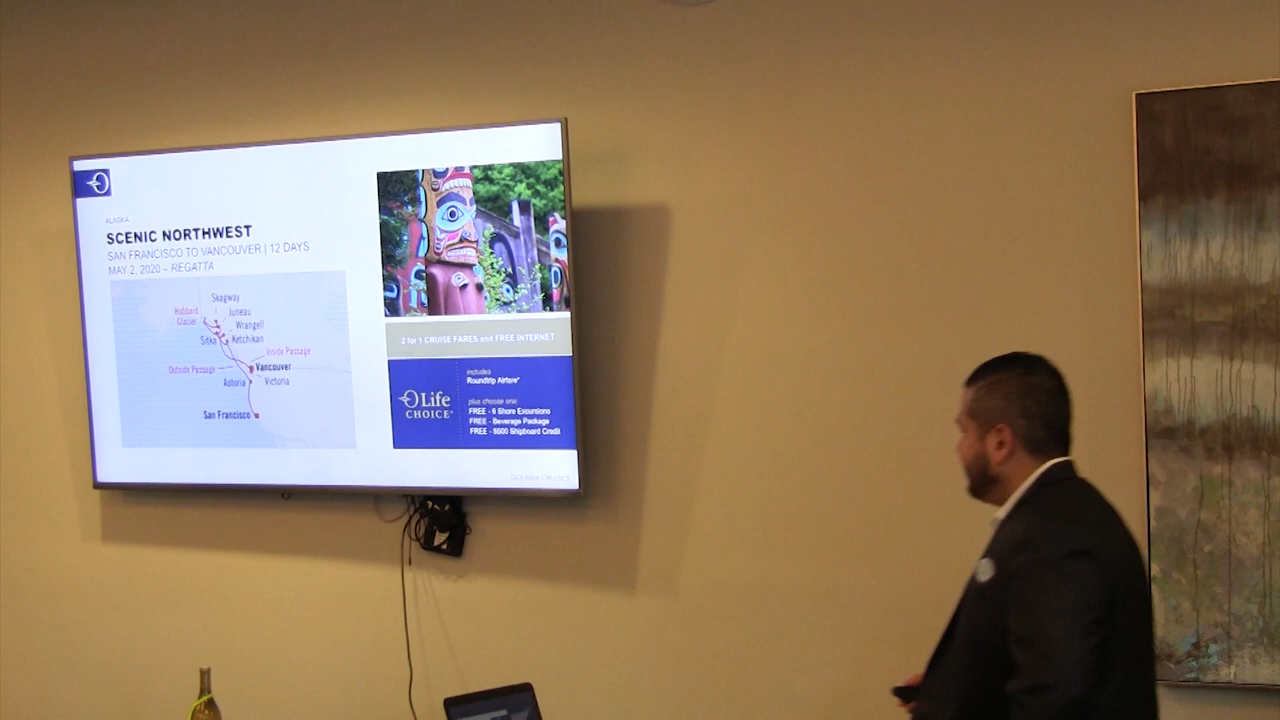 ALASKA
SCENIC NORTHWEST
SAN FRANCISCO TO VANCOUVER | 12 DAYS
MAY 2, 2020 – REGATTA
Skagway
Hubbard
Glacier
Juneau
Wrangell
Sitka
Ketchikan
Inside Passage
Outside Passage
Vancouver
Astoria
Victoria
San Francisco
2 for 1 CRUISE FARES and FREE INTERNET
OLife
CHOICE®
includes
Roundtrip Airfare*
plus choose one:
FREE - 6 Shore Excursions
FREE - Beverage Package
FREE - $600 Shipboard Credit
OCEANIA CRUISES